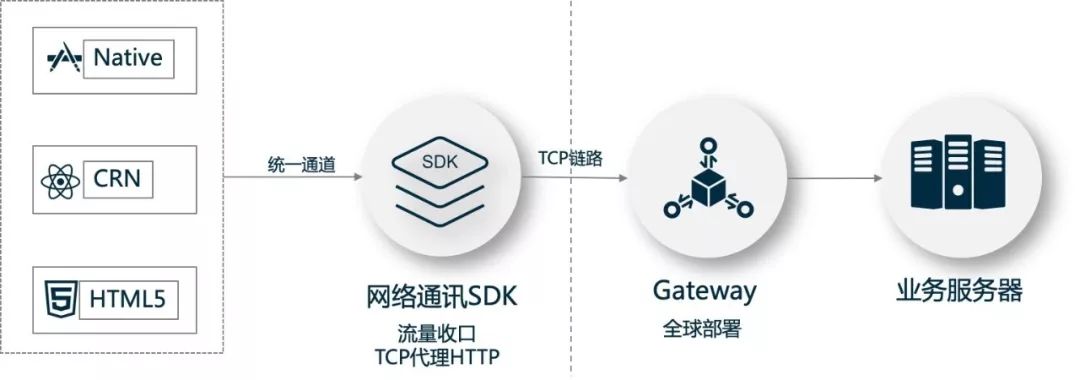 Native
CRN
HTML5
统一通道
SDK
网络通讯SDK
流量收口
TCP代理HTTP
TCP链路
Gateway
全球部署
业务服务器